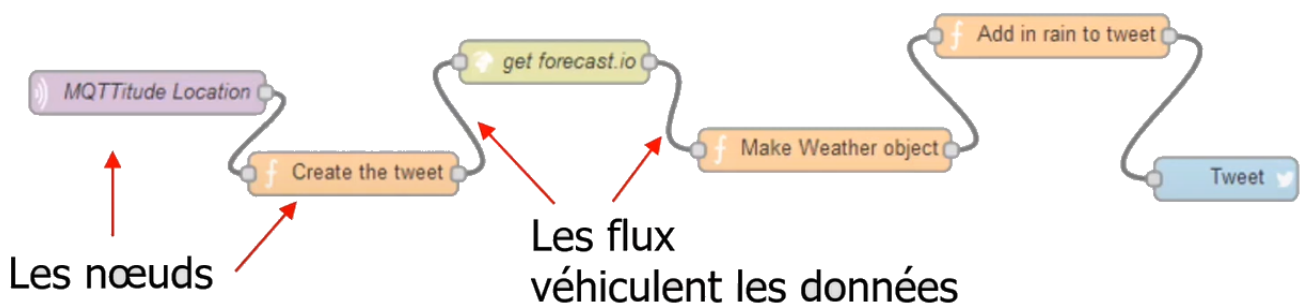 MQTTitude Location
Create the tweet
get forecast.io
Make Weather object
Add in rain to tweet
Tweet
Les nœuds
Les flux
véhiculent les données